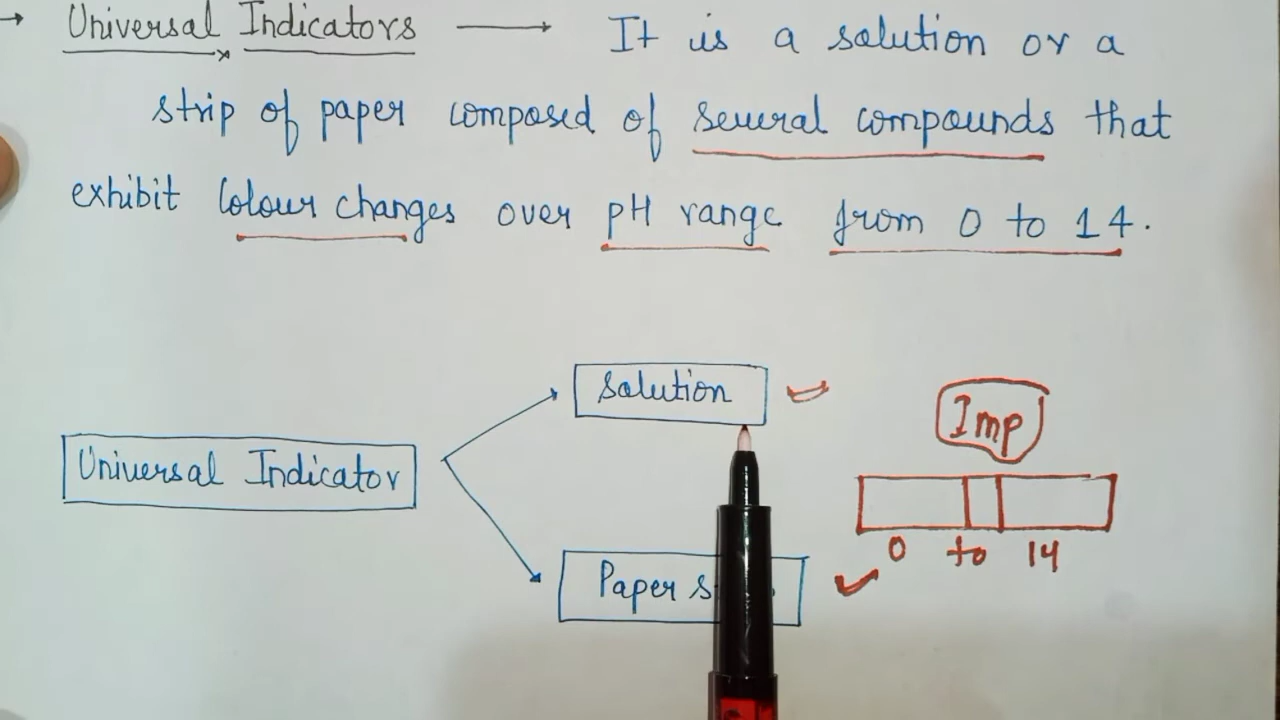 → Universal Indicators → It is a solution or a
strip of paper composed of several compounds that
exhibit Colour changes over pH range from 0 to 14.
Solution
Imp
Universal Indicator
0 to 14
Paper s